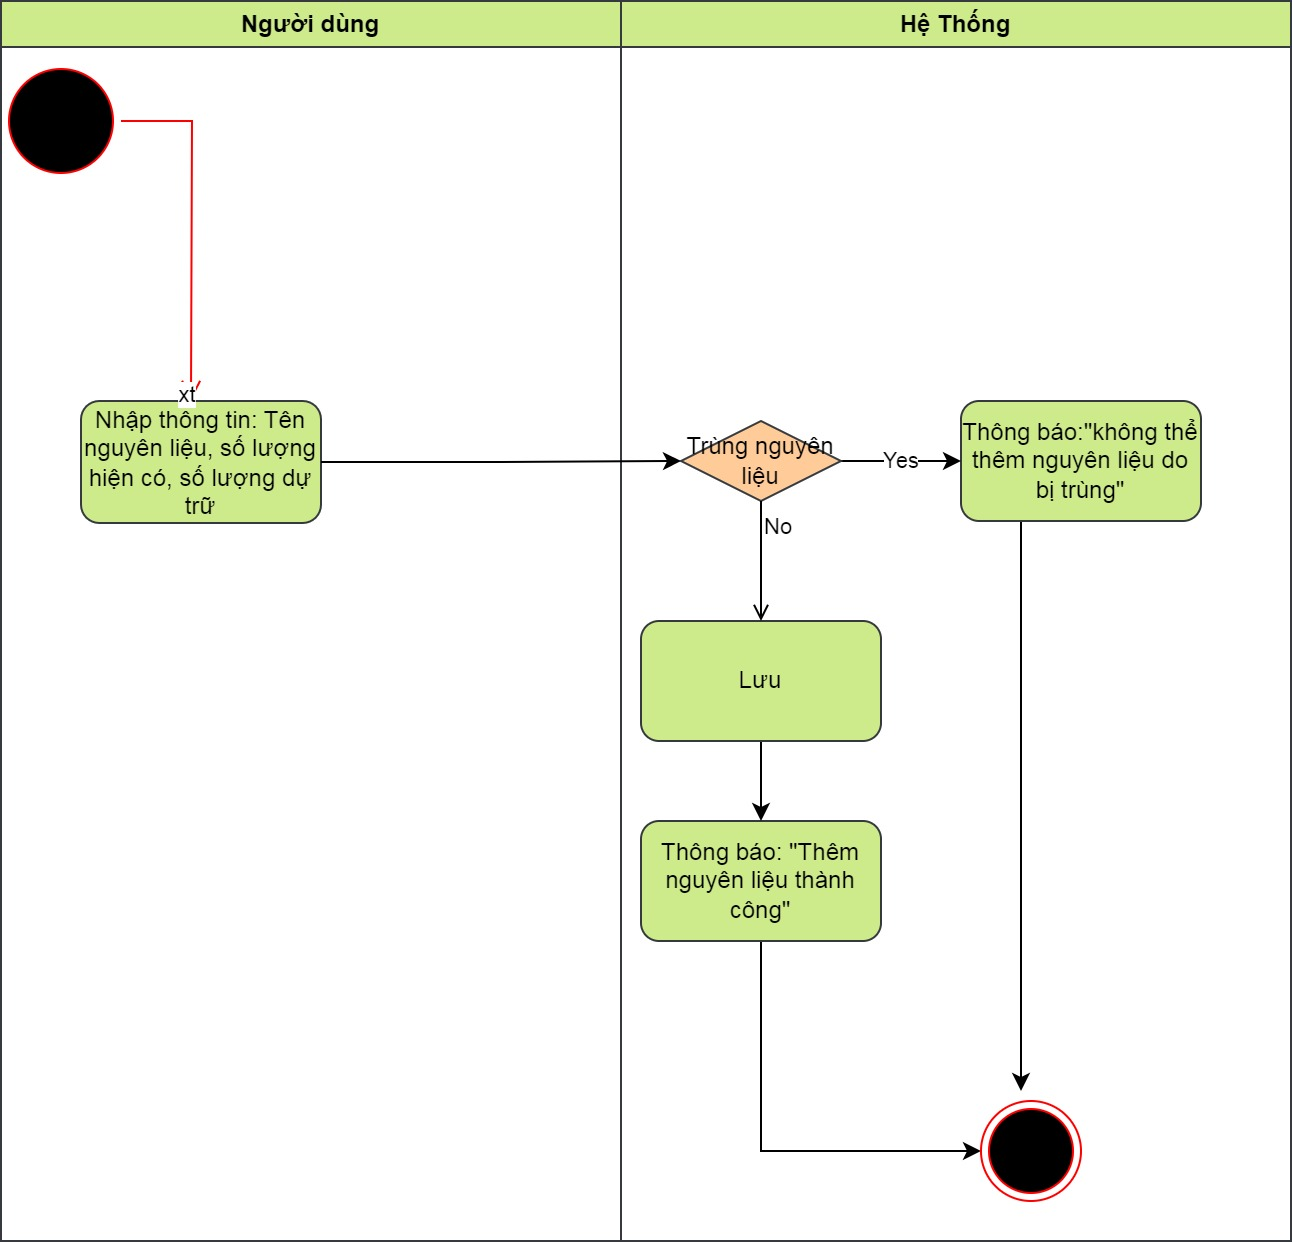 Người dùng
Hệ Thống
xt
Nhập thông tin: Tên
nguyên liệu, số lượng
hiện có, số lượng dự
trữ
Trùng nguyên
liệu
Yes
Thông báo:"không thể
thêm nguyên liệu do
bị trùng"
No
Lưu
Thông báo: "Thêm
nguyên liệu thành
công"